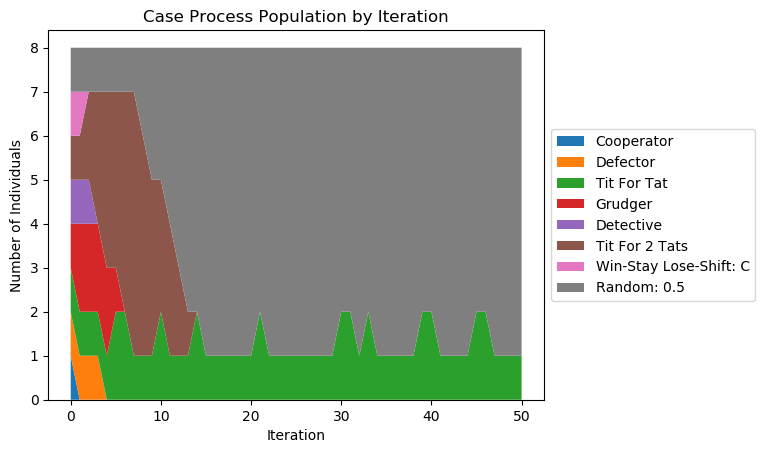 Case Process Population by Iteration
Number of Individuals
8
7
6
5
4
3
2
1
0
0 10 20 30 40 50
Iteration
Cooperator
Defector
Tit For Tat
Grudger
Detective
Tit For 2 Tats
Win-Stay Lose-Shift: C
Random: 0.5